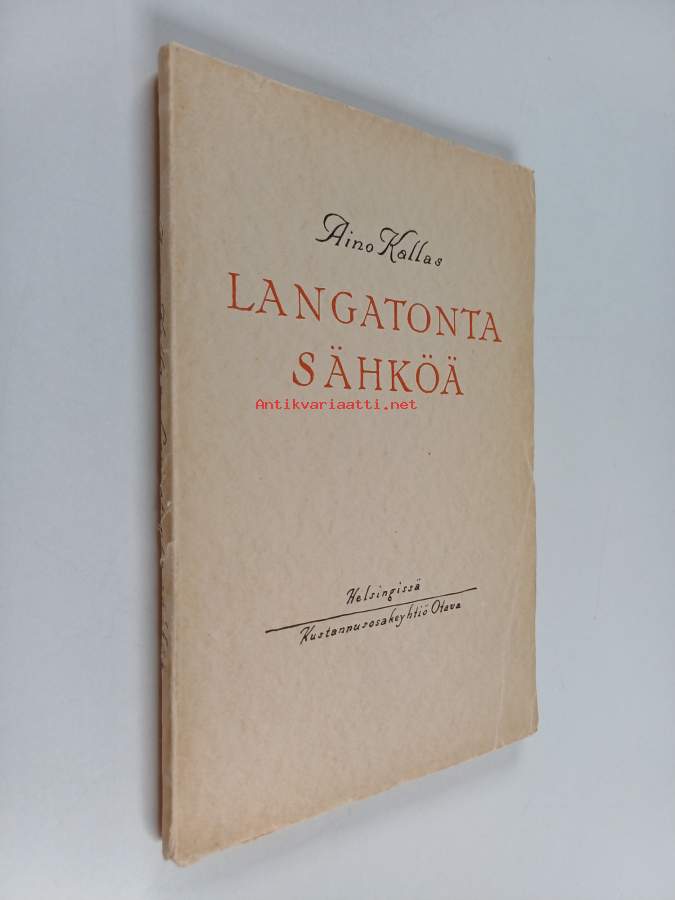 Aino Kallas
LANGATONTA
SÄHKÖÄ
Antikvariaatti.net
Helsingissä
Kustannusosakeyhtiö Otava